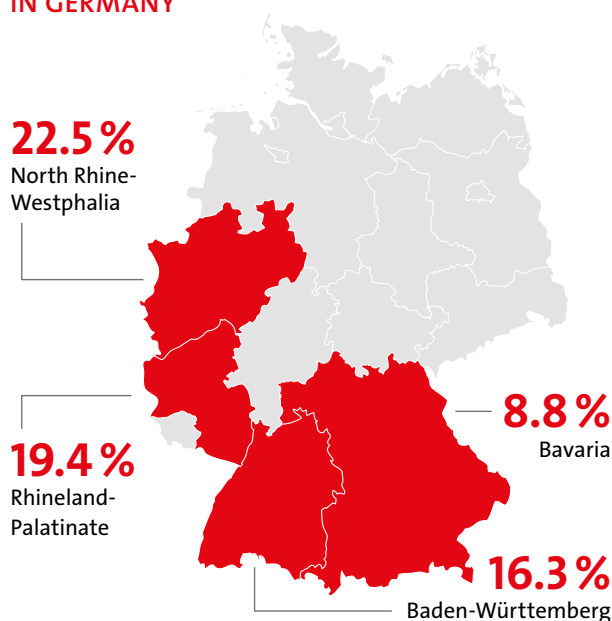 IN GERMANY
22.5 %
North Rhine-
Westphalia
19.4 %
Rhineland-
Palatinate
8.8 %
Bavaria
16.3 %
Baden-Württemberg